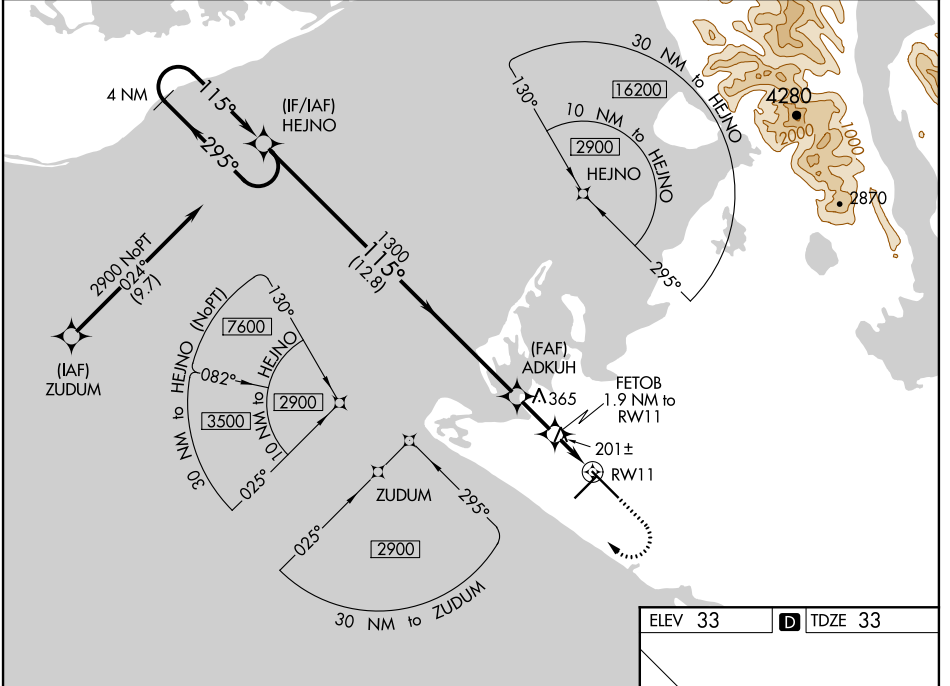 4 NM
115°
295°
(IF/IAF)
HEJNO
30 NM to HEJNO
16200
130°
10 NM to HEJNO
2900
HEJNO
295°
4280
2000
1000
2870
2900 NoPT
024°
(9.7)
(IAF)
ZUDUM
1300
115°
(12.8)
30 NM to HEJNO (NoPT)
7600
130°
082°
3500
10 NM to HEJNO
2900
025°
(FAF)
ADKUH
365
FETOB
1.9 NM to
RW11
201±
RW11
ZUDUM
025°
295°
2900
30 NM to ZUDUM
ELEV 33
D
TDZE 33